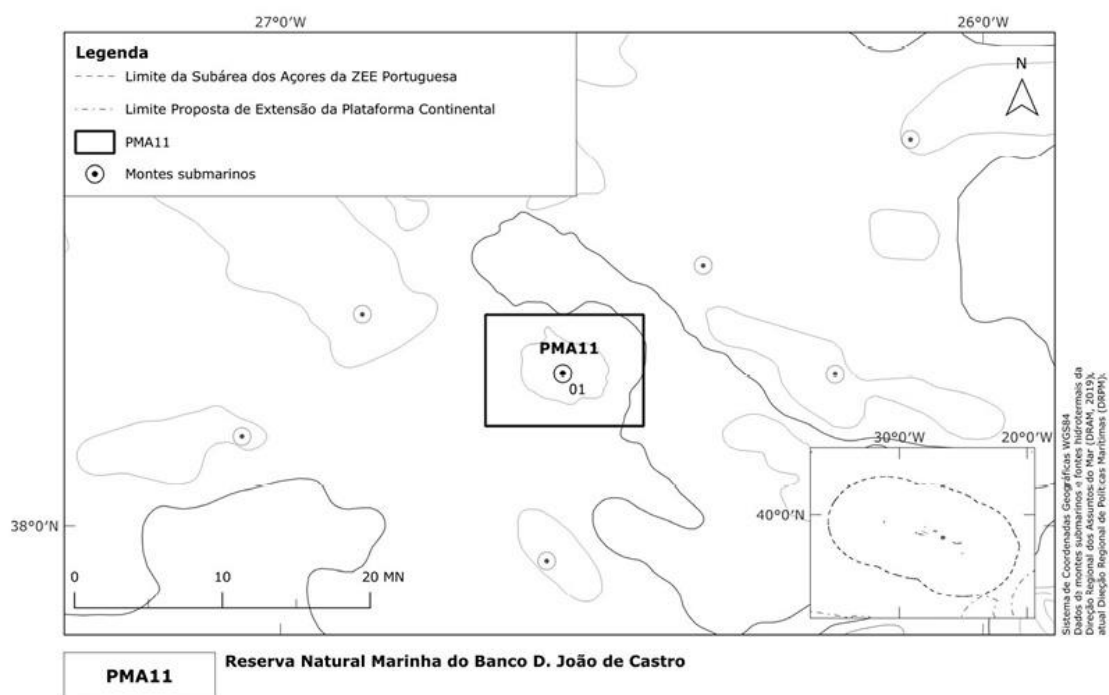 27°0'W
26°0'W
Legenda
Limite da Subárea dos Açores da ZEE Portuguesa
Limite Proposta de Extensão da Plataforma Continental
PMA11
Montes submarinos
N
PMA11
01
38°0'N
0
10
20 MN
30°0'W
20°0'W
40°0'N
Sistema de Coordenadas Geográficas WGS84
Dados de montes submarinos e fontes hidrotermais da
Direção Regional dos Assuntos do Mar (DRAM, 2019),
atual Direção Regional de Políticas Marítimas (DRPM).
PMA11
Reserva Natural Marinha do Banco D. João de Castro